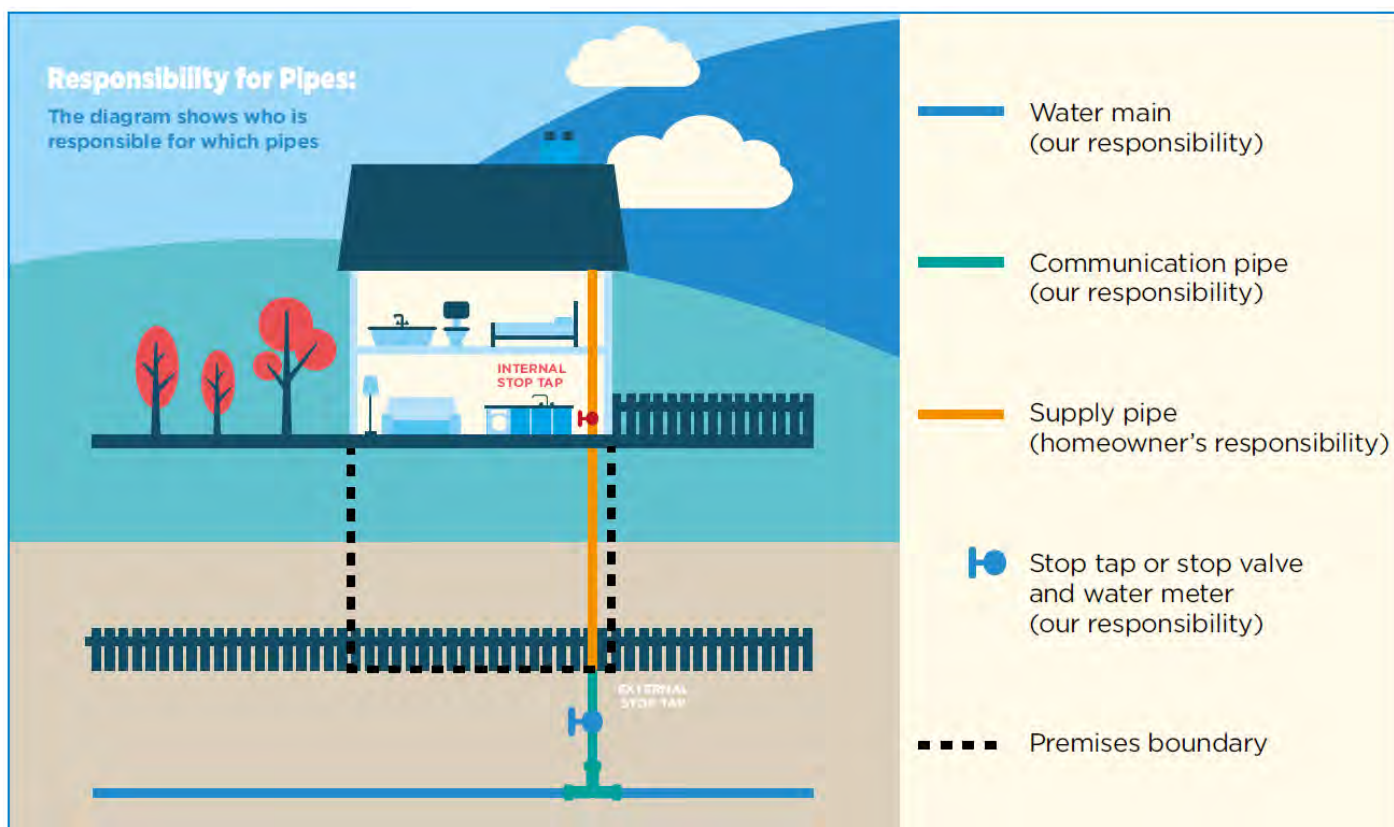 Responsibility for Pipes:
The diagram shows who is
responsible for which pipes
INTERNAL
STOP TAP
EXTERNAL
STOP TAP
Water main
(our responsibility)
Communication pipe
(our responsibility)
Supply pipe
(homeowner’s responsibility)
Stop tap or stop valve
and water meter
(our responsibility)
Premises boundary